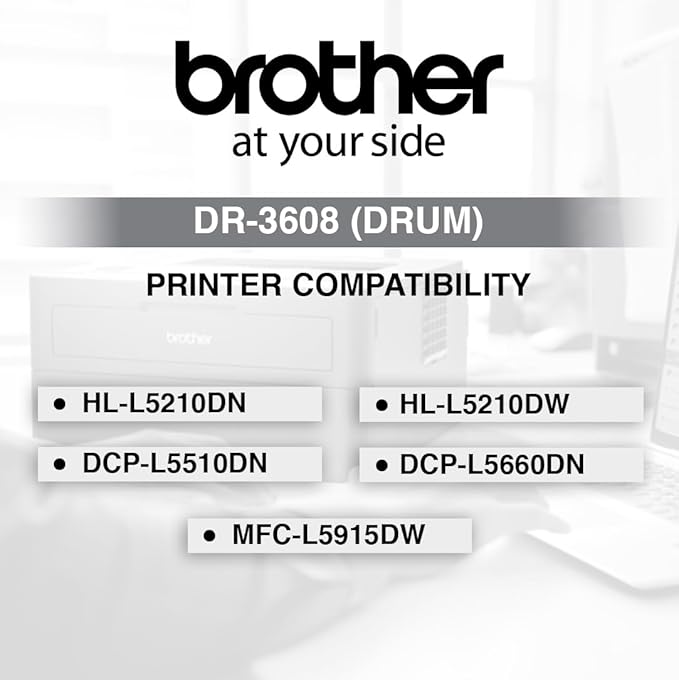 brother
at your side
DR-3608 (DRUM)
PRINTER COMPATIBILITY
brother
• HL-L5210DN
• HL-L5210DW
• DCP-L5510DN
• DCP-L5660DN
• MFC-L5915DW